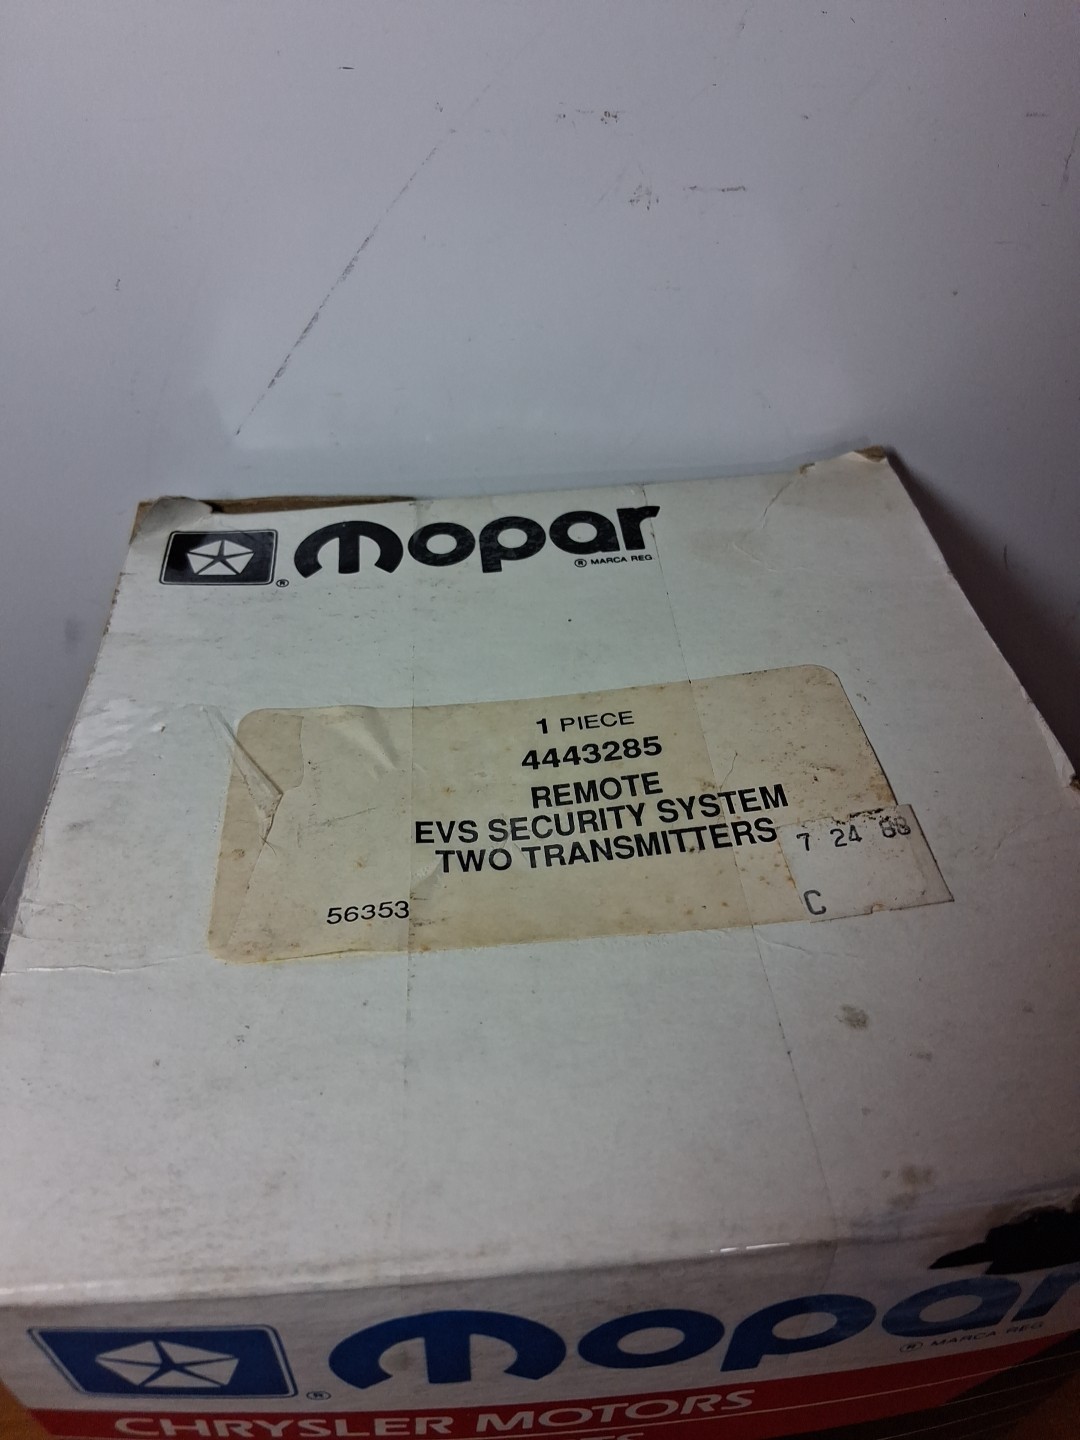 ® mopar
® MARCA REG
1 PIECE
4443285
REMOTE
EVS SECURITY SYSTEM
TWO TRANSMITTERS
7 24 88
C
56353
® mopar
® MARCA REG
CHRYSLER MOTORS